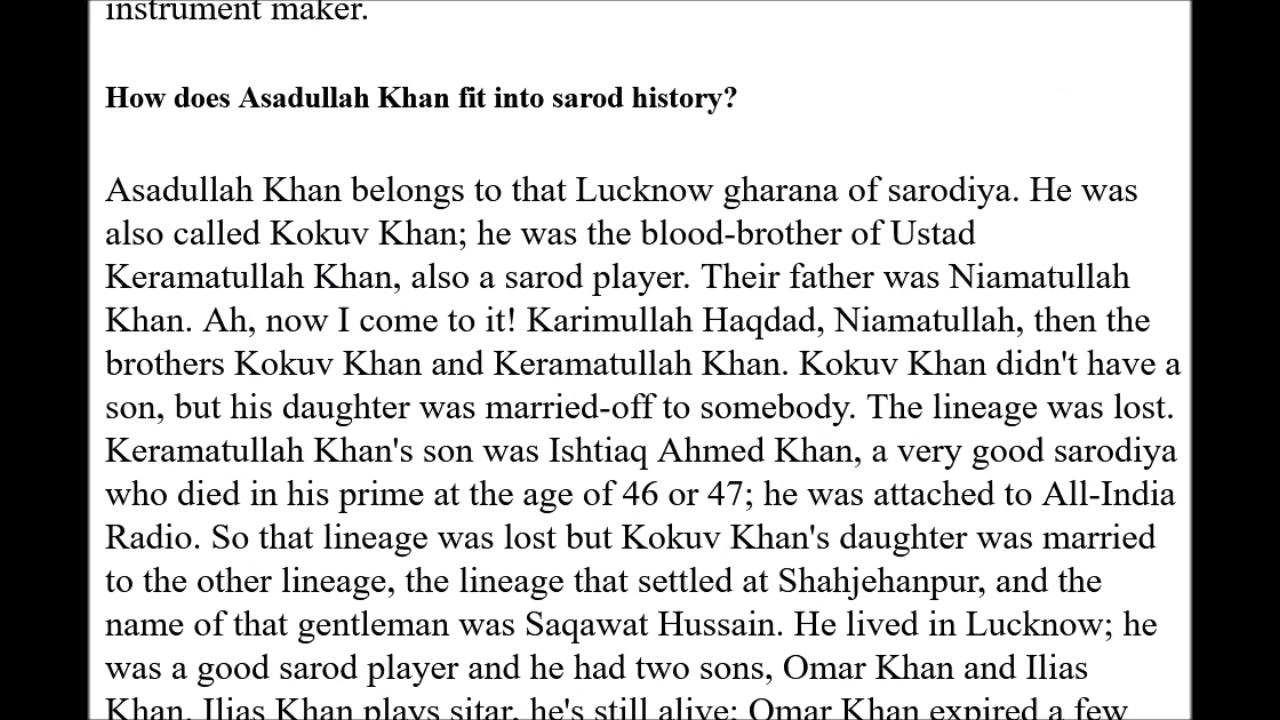 instrument maker.
How does Asadullah Khan fit into sarod history?
Asadullah Khan belongs to that Lucknow gharana of sarodiya. He was
also called Kokuv Khan; he was the blood-brother of Ustad
Keramatullah Khan, also a sarod player. Their father was Niamatullah
Khan. Ah, now I come to it! Karimullah Haqdad, Niamatullah, then the
brothers Kokuv Khan and Keramatullah Khan. Kokuv Khan didn't have a
son, but his daughter was married-off to somebody. The lineage was lost.
Keramatullah Khan's son was Ishtiaq Ahmed Khan, a very good sarodiya
who died in his prime at the age of 46 or 47; he was attached to All-India
Radio. So that lineage was lost but Kokuv Khan's daughter was married
to the other lineage, the lineage that settled at Shahjehanpur, and the
name of that gentleman was Saqawat Hussain. He lived in Lucknow; he
was a good sarod player and he had two sons, Omar Khan and Ilias
Khan. Ilias Khan plays sitar, he's still alive; Omar Khan expired a few